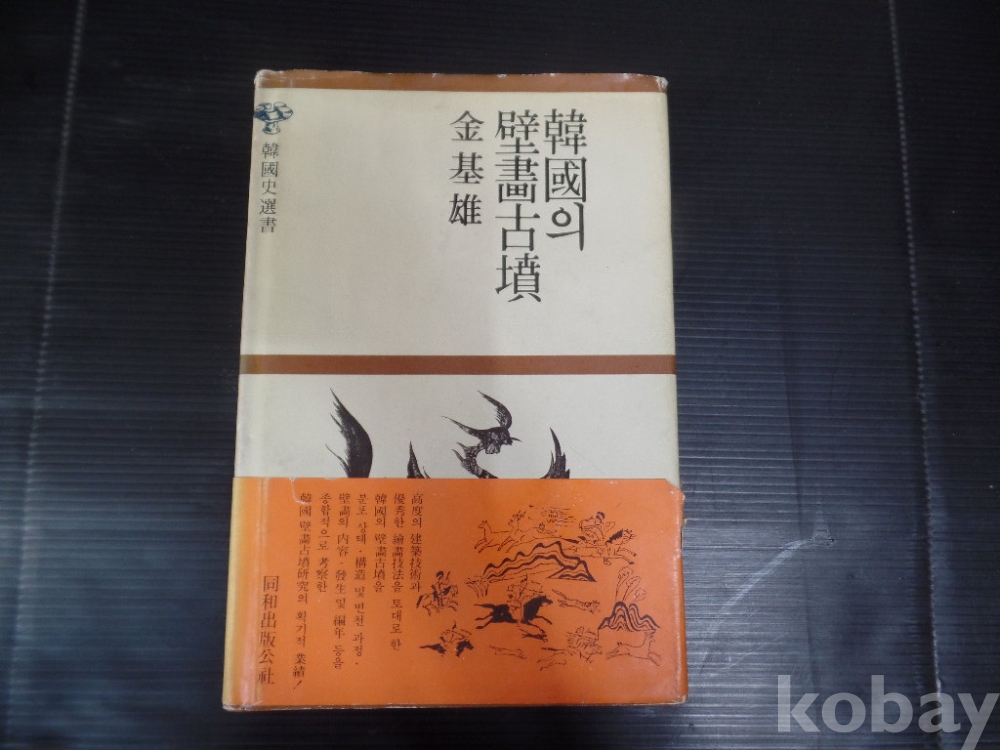 韓國의
壁畵古墳
金基雄
韓國史選書
高度의 建築技術과
優秀한 繪畵技法을 토대로 한
韓國의 壁畵古墳을
분포 상태·構造 및 변천 과정·
壁畵의 內容·發生 및 編年 등을
종합적으로 考察한
韓國 壁畵古墳硏究의 획기적 業績!
同和出版公社
kobay